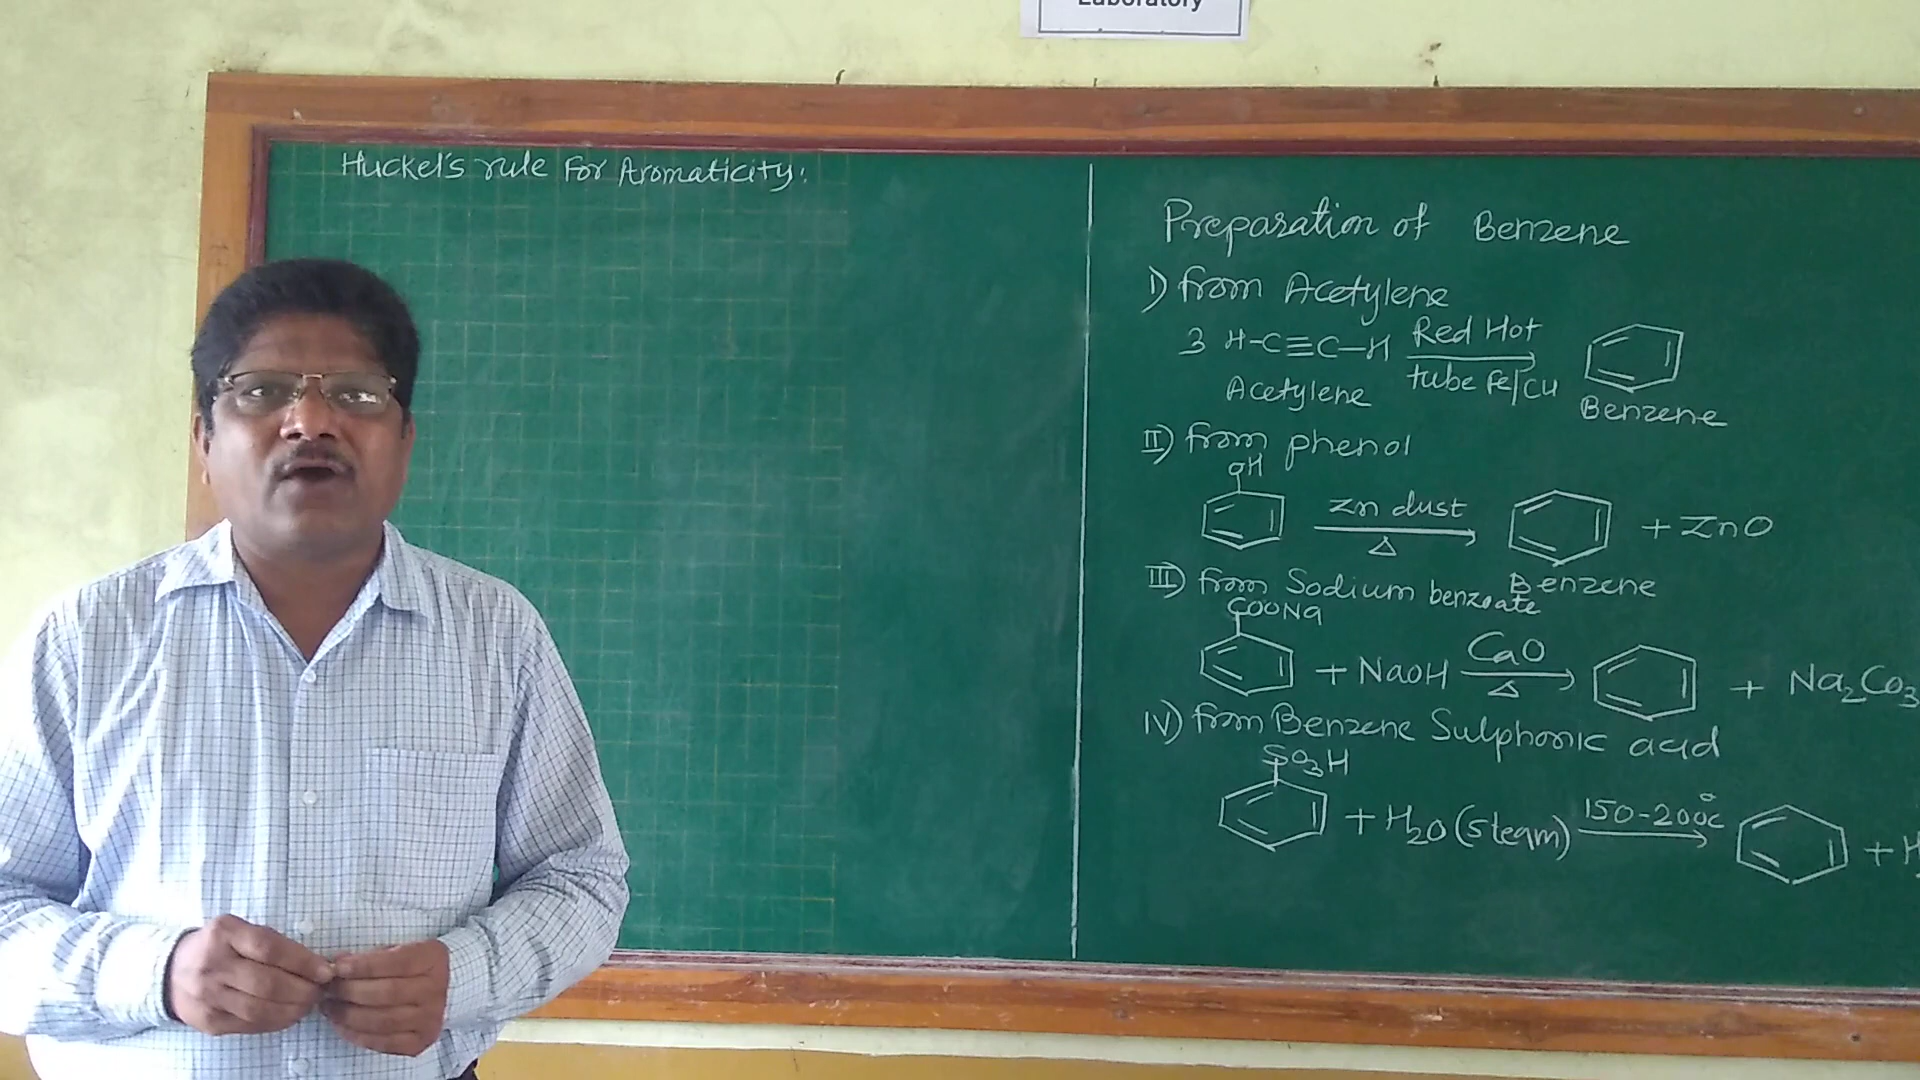 Laboratory
Huckel's rule For Aromaticity:
Preparation of Benzene
I) from Acetylene
3 H-C≡C-H Red Hot
tube Fe/Cu
Acetylene
Benzene
II) from phenol
OH
Zn dust
Δ
+ ZnO
Benzene
III) from Sodium benzoate
COONa
+ NaOH CaO
Δ
+ Na₂CO₃
IV) from Benzene Sulphonic acid
SO₃H
+ H₂O (steam) 150-200°C
+ H